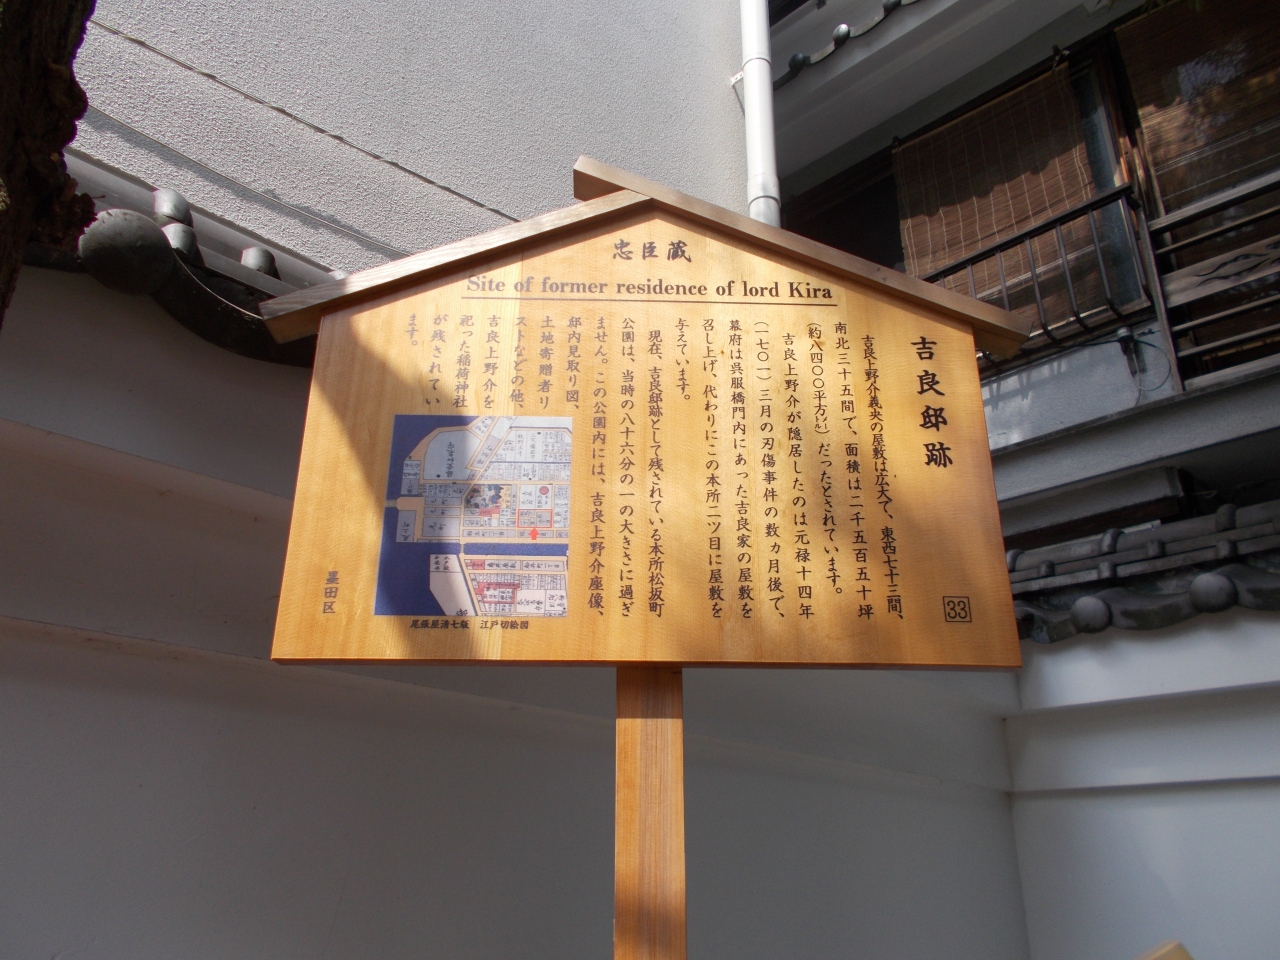 忠臣蔵
Site of former residence of lord Kira
吉良邸跡
吉良上野介義央の屋敷は広大で、東西七十三間、
南北三十五間で、面積は二千五百五十坪
(約八四〇〇平方㍍)だったとされています。
吉良上野介が隠居したのは元禄十四年
(一七〇一)三月の刃傷事件の数ヵ月後で、
幕府は呉服橋門内にあった吉良家の屋敷を
召し上げ、代わりにこの本所二ツ目に屋敷を
与えています。
現在、吉良邸跡として残されている本所松坂町
公園は、当時の八十六分の一の大きさに過ぎ
ません。この公園内には、吉良上野介座像、
邸内見取り図、
土地寄贈者リ
ストなどの他、
吉良上野介を
祀った稲荷神社
が残されてい
ます。
33
尾張屋清七版 江戸切絵図
墨田区